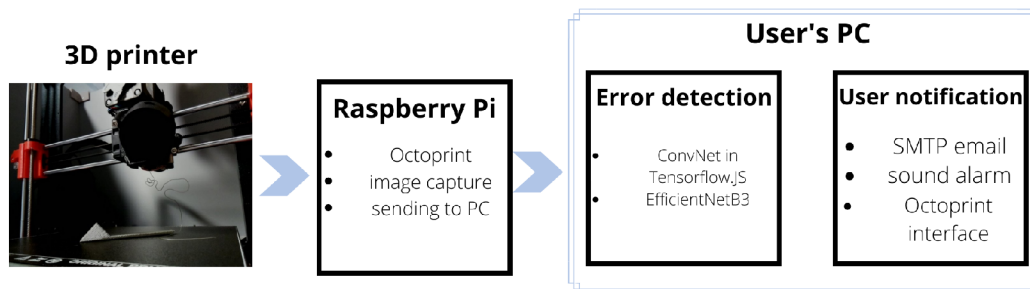 3D printer
Raspberry Pi
Octoprint
image capture
sending to PC
User's PC
Error detection
ConvNet in
Tensorflow.JS
EfficientNetB3
User notification
SMTP email
sound alarm
Octoprint
interface